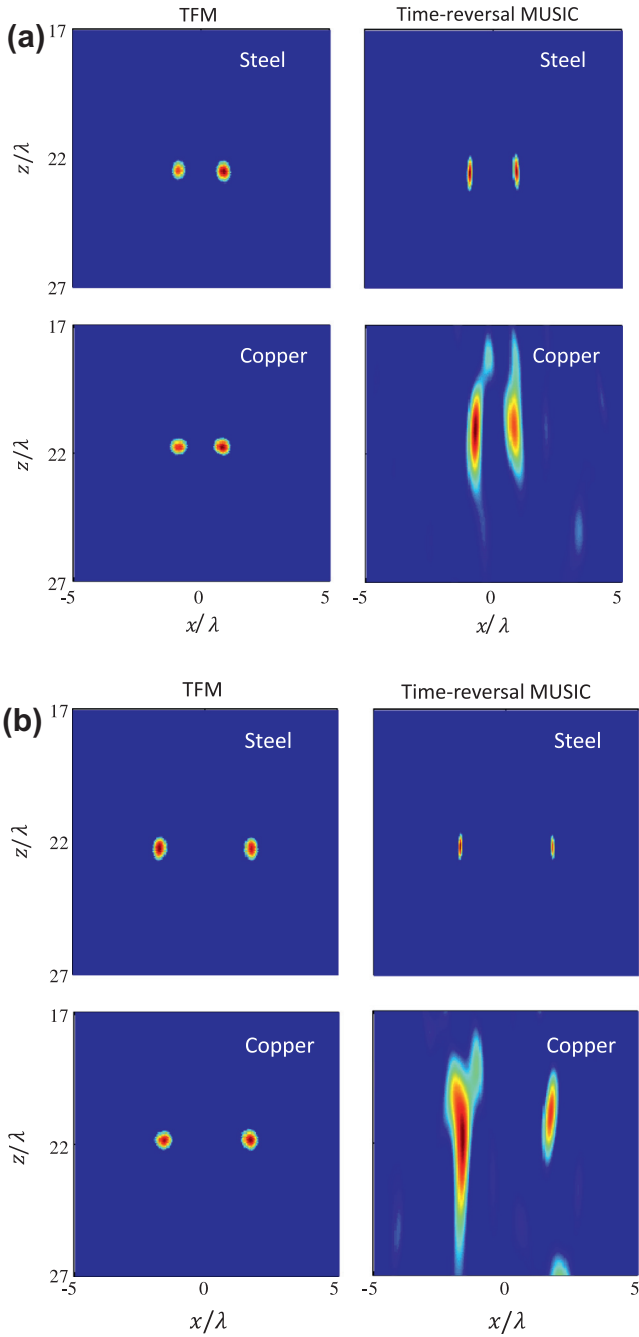 (a)
TFM
Time-reversal MUSIC
17
Steel
Steel
z/λ
22
27
17
Copper
Copper
z/λ
22
27
-5
0
5
-5
0
5
x/λ
x/λ
(b)
TFM
Time-reversal MUSIC
17
Steel
Steel
z/λ
22
27
17
Copper
Copper
z/λ
22
27
-5
0
5
-5
0
5
x/λ
x/λ